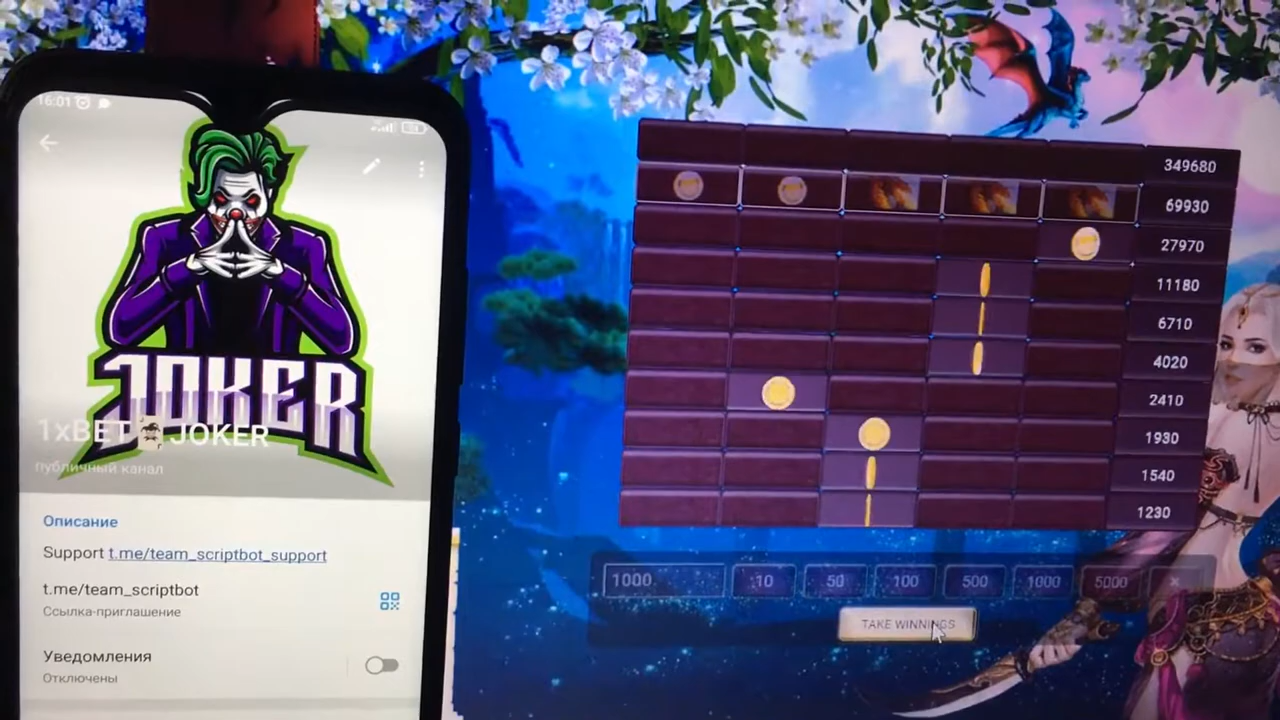 16:01
JOKER
1xBET🃏JOKER
публичный канал
Описание
Support t.me/team_scriptbot_support
t.me/team_scriptbot
Ссылка-приглашение
Уведомления
Отключены
349680
69930
27970
11180
6710
4020
2410
1930
1540
1230
1000 10 50 100 500 1000 5000 ×
TAKE WINNINGS